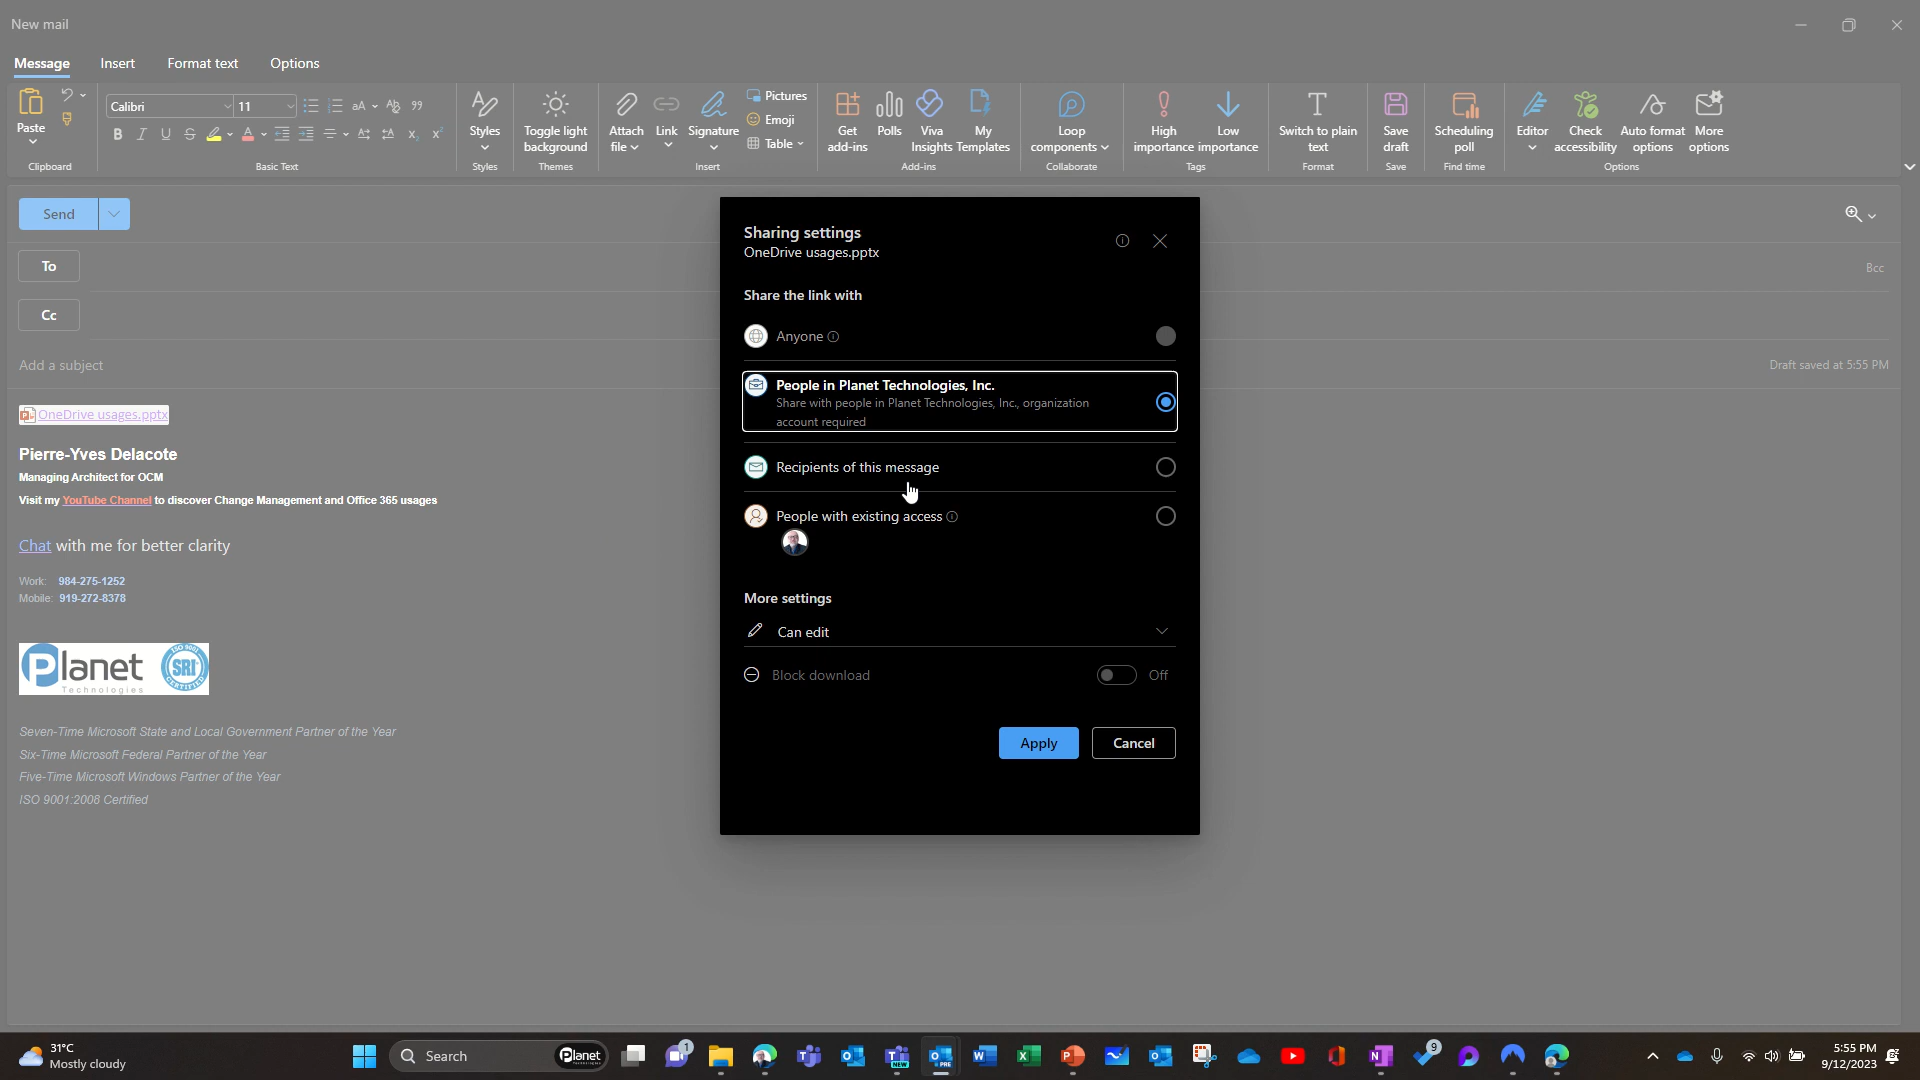 New mail
Message Insert Format text Options
Paste
Clipboard
Calibri 11
Basic Text
Styles
Styles
Toggle light background
Themes
Attach file Link Signature
Pictures
Emoji
Table
Insert
Get add-ins Polls Viva Insights My Templates
Add-ins
Loop components
Collaborate
High importance Low importance
Tags
Switch to plain text
Format
Save draft
Save
Scheduling poll
Find time
Editor Check accessibility Auto format options More options
Options
Send
To
Bcc
Cc
Add a subject
Draft saved at 5:55 PM
OneDrive usages.pptx
Pierre-Yves Delacote
Managing Architect for OCM
Visit my YouTube Channel to discover Change Management and Office 365 usages
Chat with me for better clarity
Work: 984-275-1252
Mobile: 919-272-8378
Planet
Technologies
ISO 9001
SRI
CERTIFIED
Seven-Time Microsoft State and Local Government Partner of the Year
Six-Time Microsoft Federal Partner of the Year
Five-Time Microsoft Windows Partner of the Year
ISO 9001:2008 Certified
Sharing settings
OneDrive usages.pptx
Share the link with
Anyone
People in Planet Technologies, Inc.
Share with people in Planet Technologies, Inc., organization
account required
Recipients of this message
People with existing access
More settings
Can edit
Block download Off
Apply Cancel
31°C
Mostly cloudy
Search Planet
1
NEW
PRE
9
5:55 PM
9/12/2023